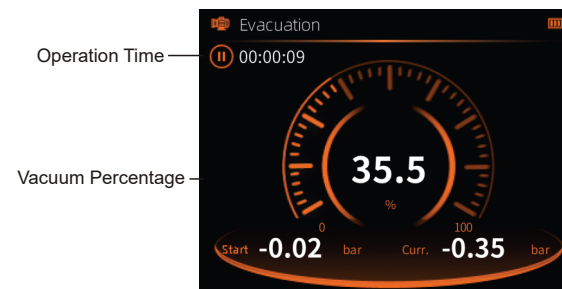 Evacuation
Operation Time
00:00:09
Vacuum Percentage
35.5
%
0 100
Start -0.02 bar Curr. -0.35 bar